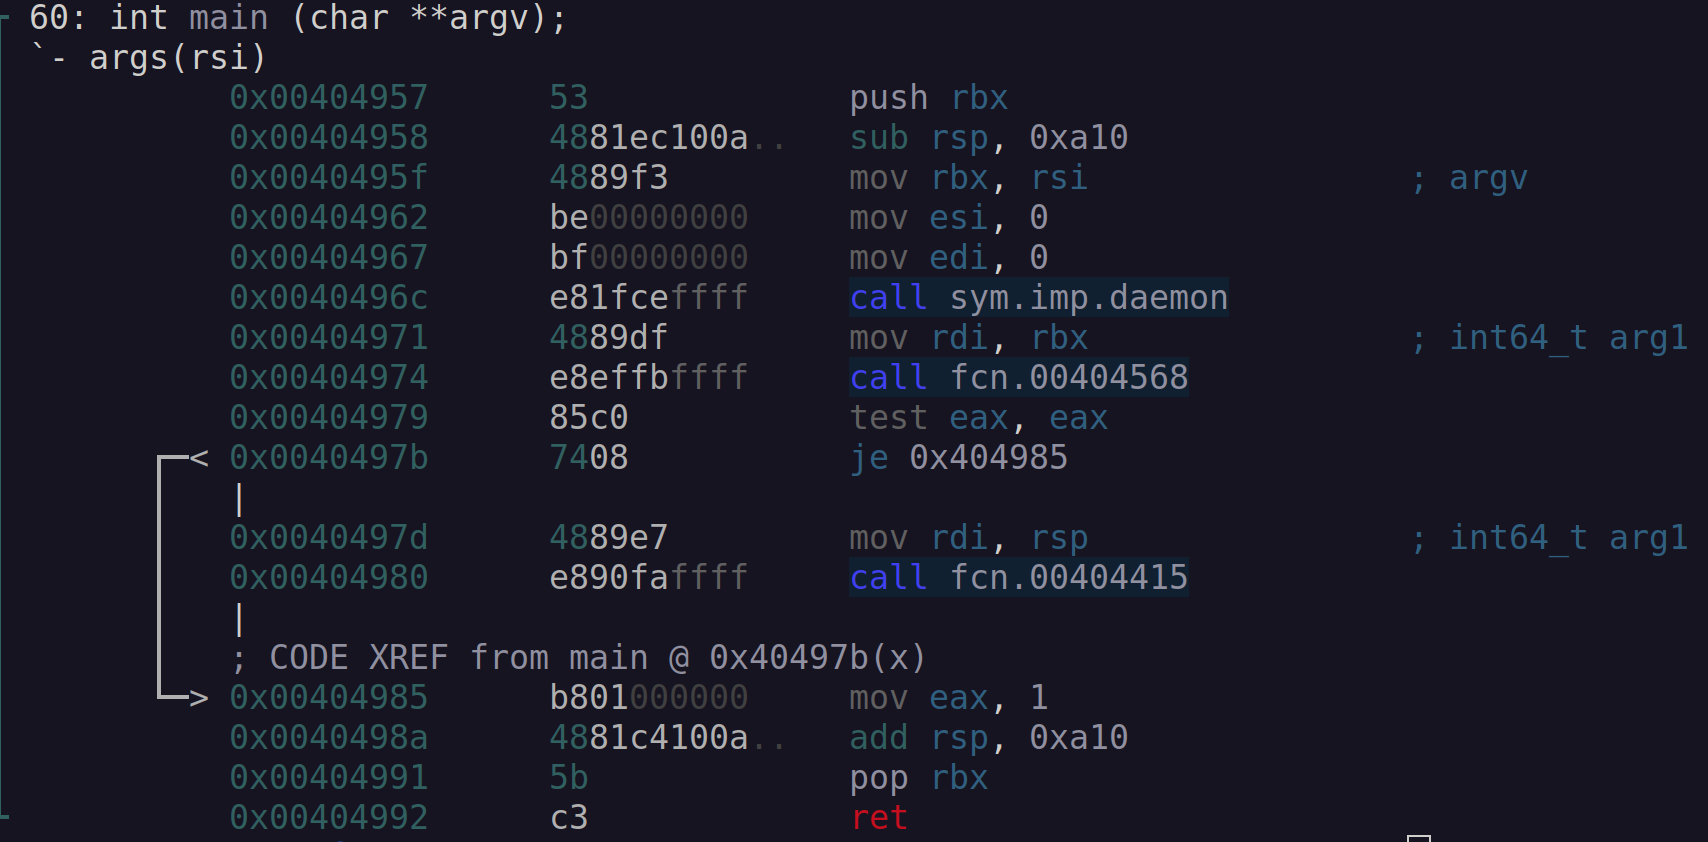 60: int main (char **argv);
`- args(rsi)
0x00404957 53 push rbx
0x00404958 4881ec100a.. sub rsp, 0xa10
0x0040495f 4889f3 mov rbx, rsi ; argv
0x00404962 be00000000 mov esi, 0
0x00404967 bf00000000 mov edi, 0
0x0040496c e81fceffff call sym.imp.daemon
0x00404971 4889df mov rdi, rbx ; int64_t arg1
0x00404974 e8effbffff call fcn.00404568
0x00404979 85c0 test eax, eax
< 0x0040497b 7408 je 0x404985
|
0x0040497d 4889e7 mov rdi, rsp ; int64_t arg1
0x00404980 e890faffff call fcn.00404415
|
; CODE XREF from main @ 0x40497b(x)
> 0x00404985 b801000000 mov eax, 1
0x0040498a 4881c4100a.. add rsp, 0xa10
0x00404991 5b pop rbx
0x00404992 c3 ret